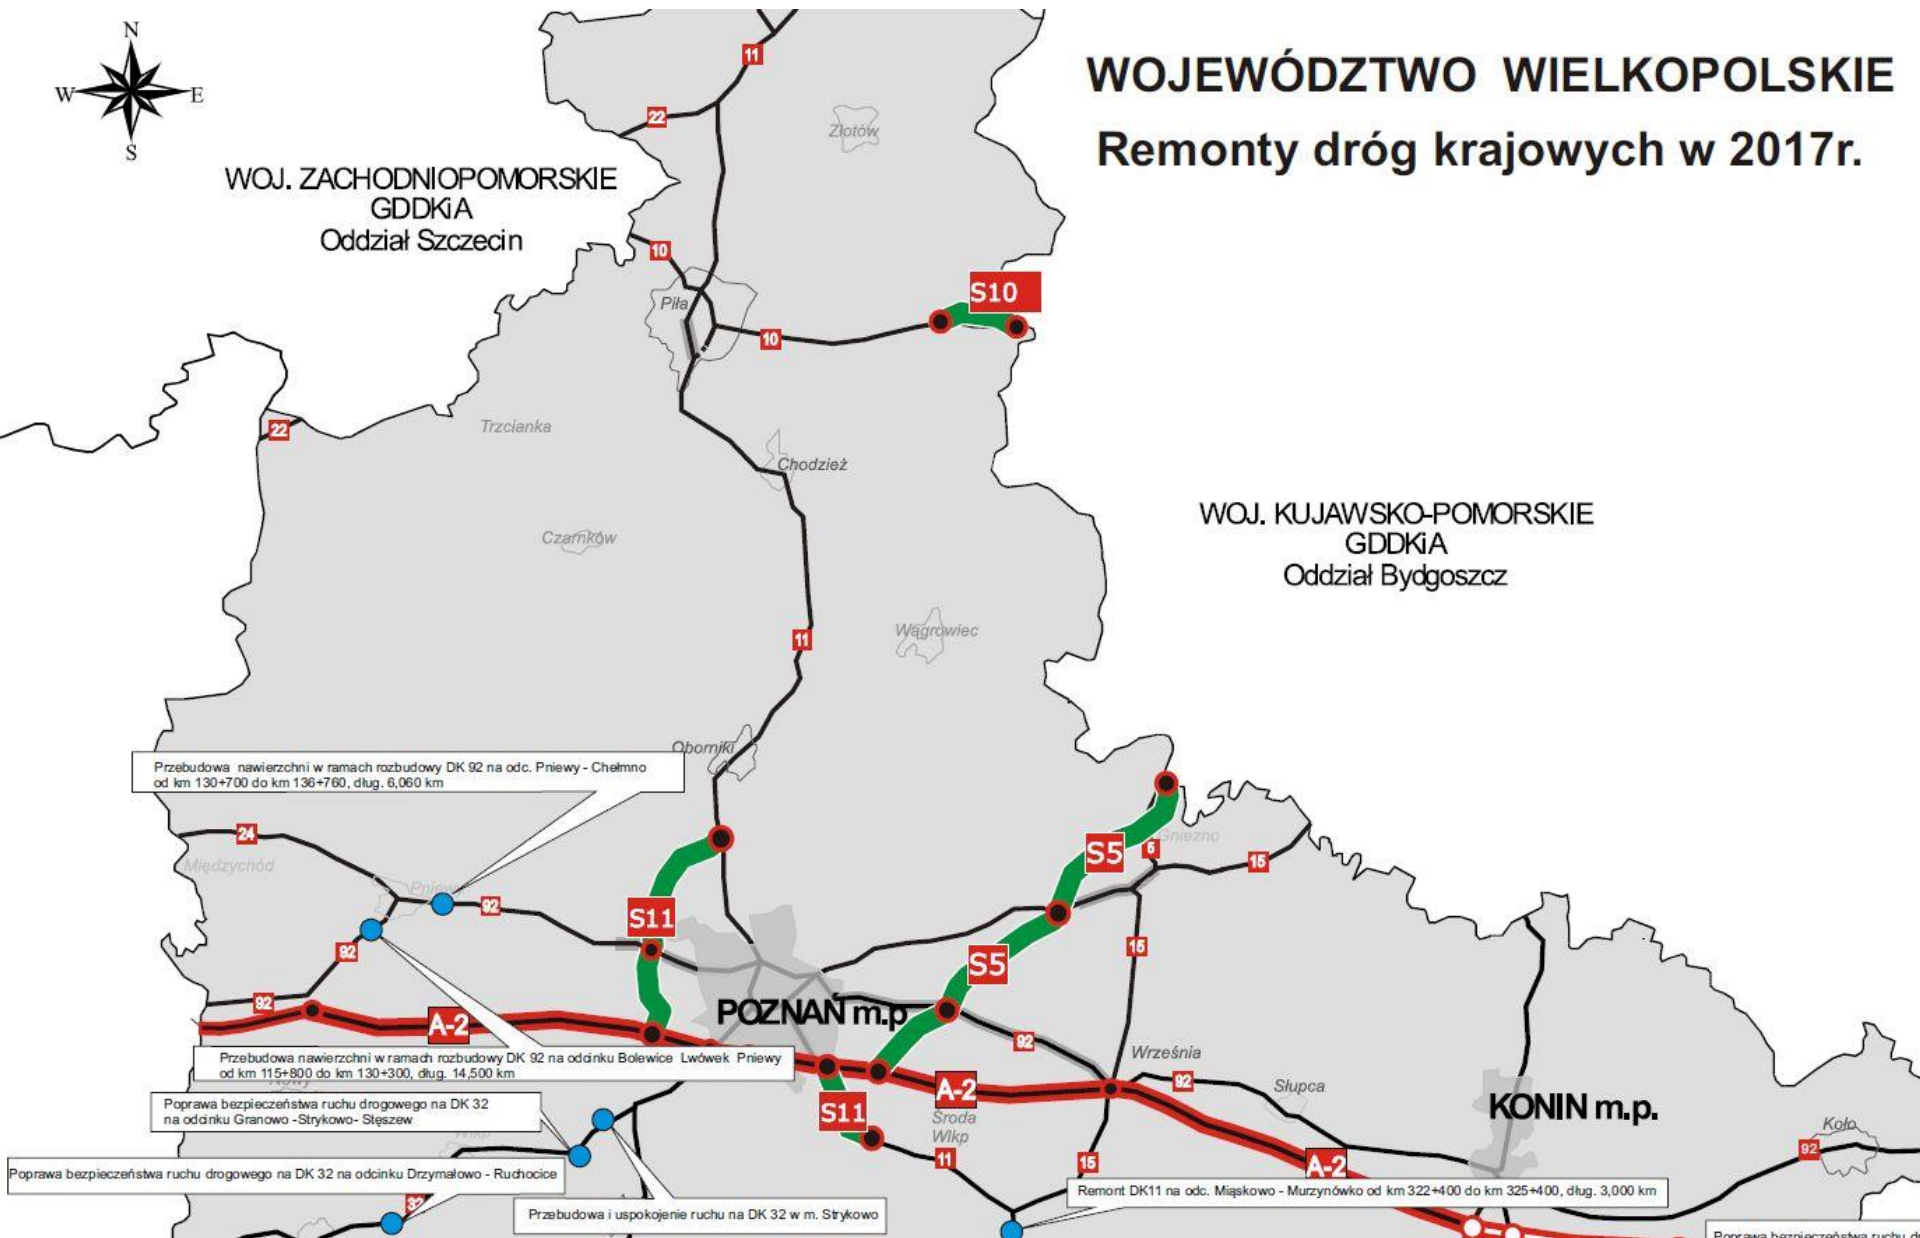 N
W E
S
WOJEWÓDZTWO WIELKOPOLSKIE
Remonty dróg krajowych w 2017r.
11
22
Złotów
WOJ. ZACHODNIOPOMORSKIE
GDDKiA
Oddział Szczecin
10
S10
Piła
10
22
Trzcianka
Chodzież
WOJ. KUJAWSKO-POMORSKIE
GDDKiA
Oddział Bydgoszcz
Czarnków
Wągrowiec
11
Oborniki
Przebudowa nawierzchni w ramach rozbudowy DK 92 na odc. Pniewy - Chełmno
od km 130+700 do km 136+760, dług. 6,060 km
24
Międzychód
Gniezno
S5
5
15
Pniewy
92
S11
92
15
S5
92
A-2
POZNAŃ m.p
92
Września
Przebudowa nawierzchni w ramach rozbudowy DK 92 na odcinku Bolewice Lwówek Pniewy
od km 115+800 do km 130+300, dług. 14,500 km
92
A-2
Słupca
KONIN m.p.
Koło
Poprawa bezpieczeństwa ruchu drogowego na DK 32
na odcinku Granowo -Strykowo- Stęszew
S11
Środa
Wlkp
Wlkp
92
11
15
A-2
Poprawa bezpieczeństwa ruchu drogowego na DK 32 na odcinku Drzymałowo - Ruchocice
32
Remont DK11 na odc. Miąskowo - Murzynówko od km 322+400 do km 325+400, dług. 3,000 km
Przebudowa i uspokojenie ruchu na DK 32 w m. Strykowo
Poprawa bezpieczeństwa ruchu